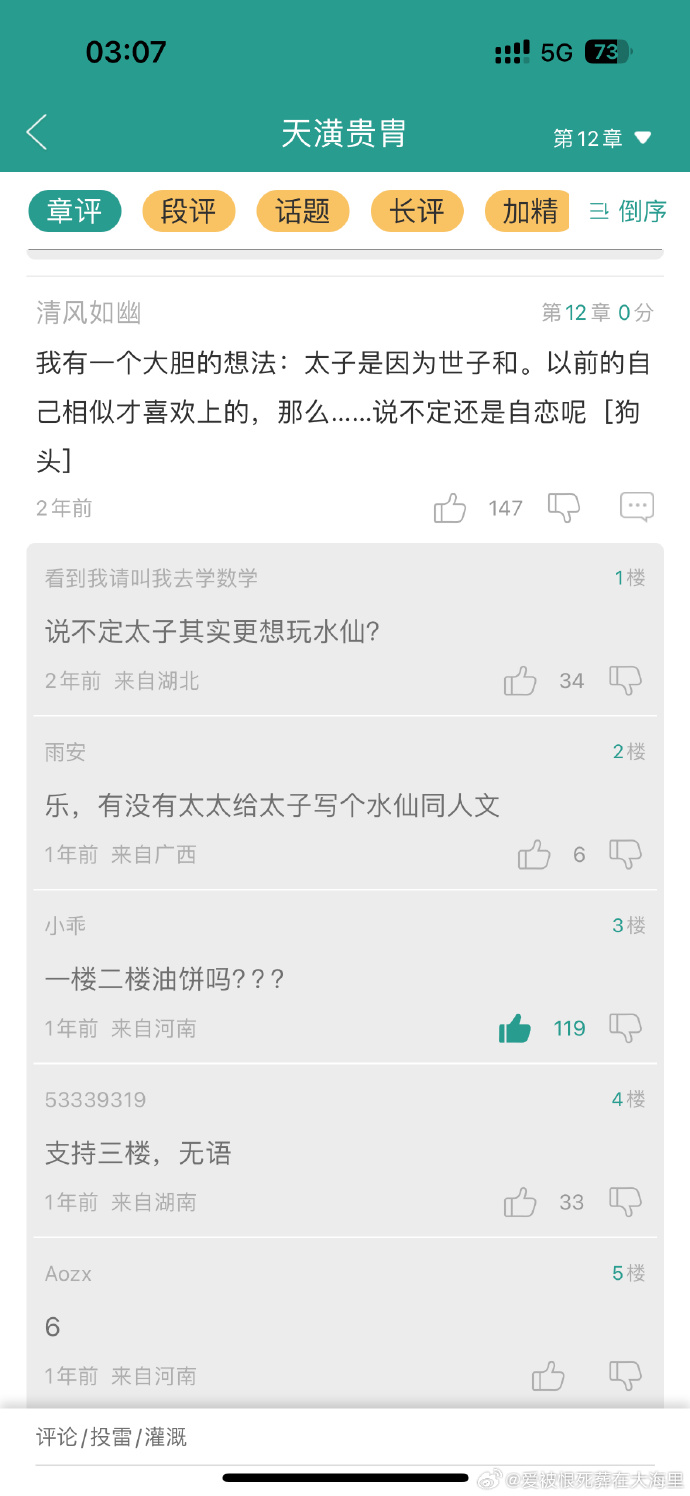 03:07
5G 73
天潢贵胄
第12章
章评 段评 话题 长评 加精 倒序
清风如幽
第12章 0分
我有一个大胆的想法：太子是因为世子和。以前的自
己相似才喜欢上的，那么……说不定还是自恋呢［狗
头］
2年前
147
看到我请叫我去学数学
1楼
说不定太子其实更想玩水仙?
2年前 来自湖北
34
雨安
2楼
乐，有没有太太给太子写个水仙同人文
1年前 来自广西
6
小乖
3楼
一楼二楼油饼吗? ? ?
1年前 来自河南
119
53339319
4楼
支持三楼，无语
1年前 来自湖南
33
Aozx
5楼
6
1年前 来自河南
评论/投雷/灌溉
@爱被恨死葬在大海里